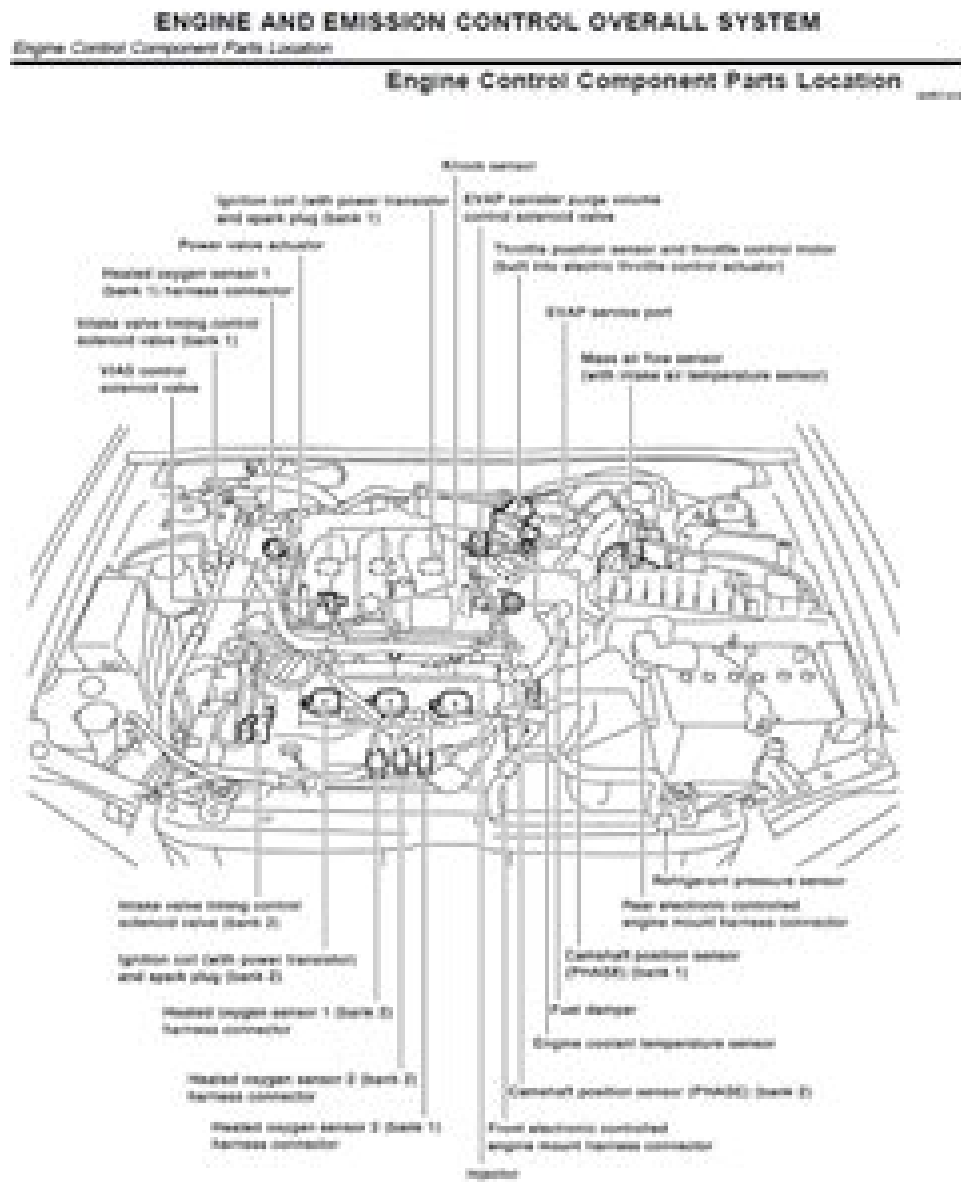 ENGINE AND EMISSION CONTROL OVERALL SYSTEM
Engine Control Component Parts Location
Engine Control Component Parts Location
Knock sensor
Ignition coil (with power transistor)
and spark plug (bank 1)
EVAP canister purge volume
control solenoid valve
Power valve actuator
Throttle position sensor and throttle control motor
(built into electric throttle control actuator)
Heated oxygen sensor 1
(bank 1) harness connector
EVAP service port
Intake valve timing control
solenoid valve (bank 1)
Mass air flow sensor
(with intake air temperature sensor)
VIAS control
solenoid valve
Refrigerant pressure sensor
Intake valve timing control
solenoid valve (bank 2)
Rear electronic controlled
engine mount harness connector
Ignition coil (with power transistor)
and spark plug (bank 2)
Camshaft position sensor
(PHASE) (bank 1)
Heated oxygen sensor 1 (bank 2)
harness connector
Fuel damper
Engine coolant temperature sensor
Heated oxygen sensor 2 (bank 2)
harness connector
Camshaft position sensor (PHASE) (bank 2)
Heated oxygen sensor 2 (bank 1)
harness connector
Front electronic controlled
engine mount harness connector
Injector